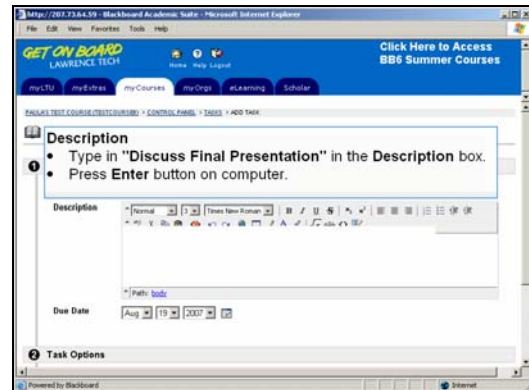 http://207.73.64.59 - Blackboard Academic Suite - Microsoft Internet Explorer
File Edit View Favorites Tools Help
GET ON BOARD
LAWRENCE TECH
Home Help Logout
Click Here to Access
BB6 Summer Courses
myLTU myExtras myCourses myOrgs eLearning Scholar
PAULA'S TEST COURSE (TESTCOURSEB) > CONTROL PANEL > TASKS > ADD TASK
Description
• Type in "Discuss Final Presentation" in the Description box.
• Press Enter button on computer.
1
Description
Normal 3 Times New Roman B I U S
Path: body
Due Date Aug 19 2007
2 Task Options
Powered by Blackboard Internet